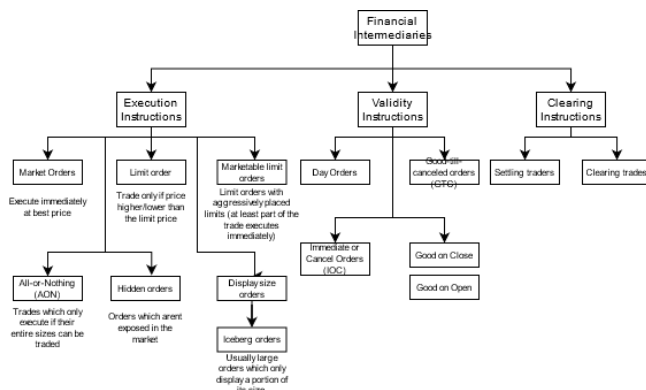 Financial
Intermediaries
Execution
Instructions
Validity
Instructions
Clearing
Instructions
Market Orders
Limit order
Marketable limit
orders
Day Orders
Good-till-
canceled orders
(GTC)
Settling traders
Clearing trades
Execute immediately
at best price
Trade only if price
higher/lower than
the limit price
Limit orders with
aggressively placed
limits (at least part of the
trade executes
immediately)
Immediate or
Cancel Orders
(IOC)
Good on Close
Good on Open
All-or-Nothing
(AON)
Hidden orders
Display size
orders
Trades which only
execute if their
entire sizes can be
traded
Orders which arent
exposed in the
market
Iceberg orders
Usually large
orders which only
display a portion of
its size